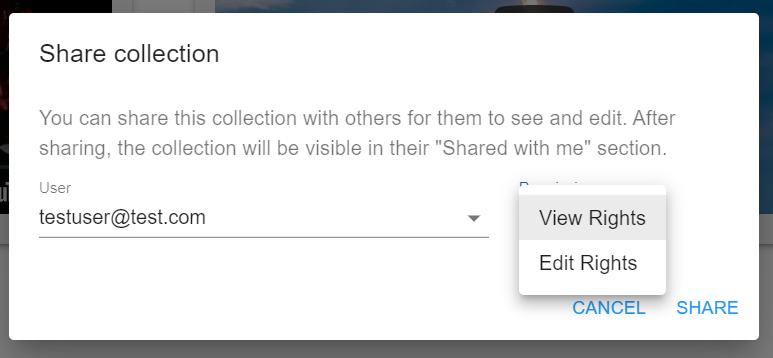 Share collection
You can share this collection with others for them to see and edit. After
sharing, the collection will be visible in their "Shared with me" section.
User
testuser@test.com
View Rights
Edit Rights
CANCEL
SHARE